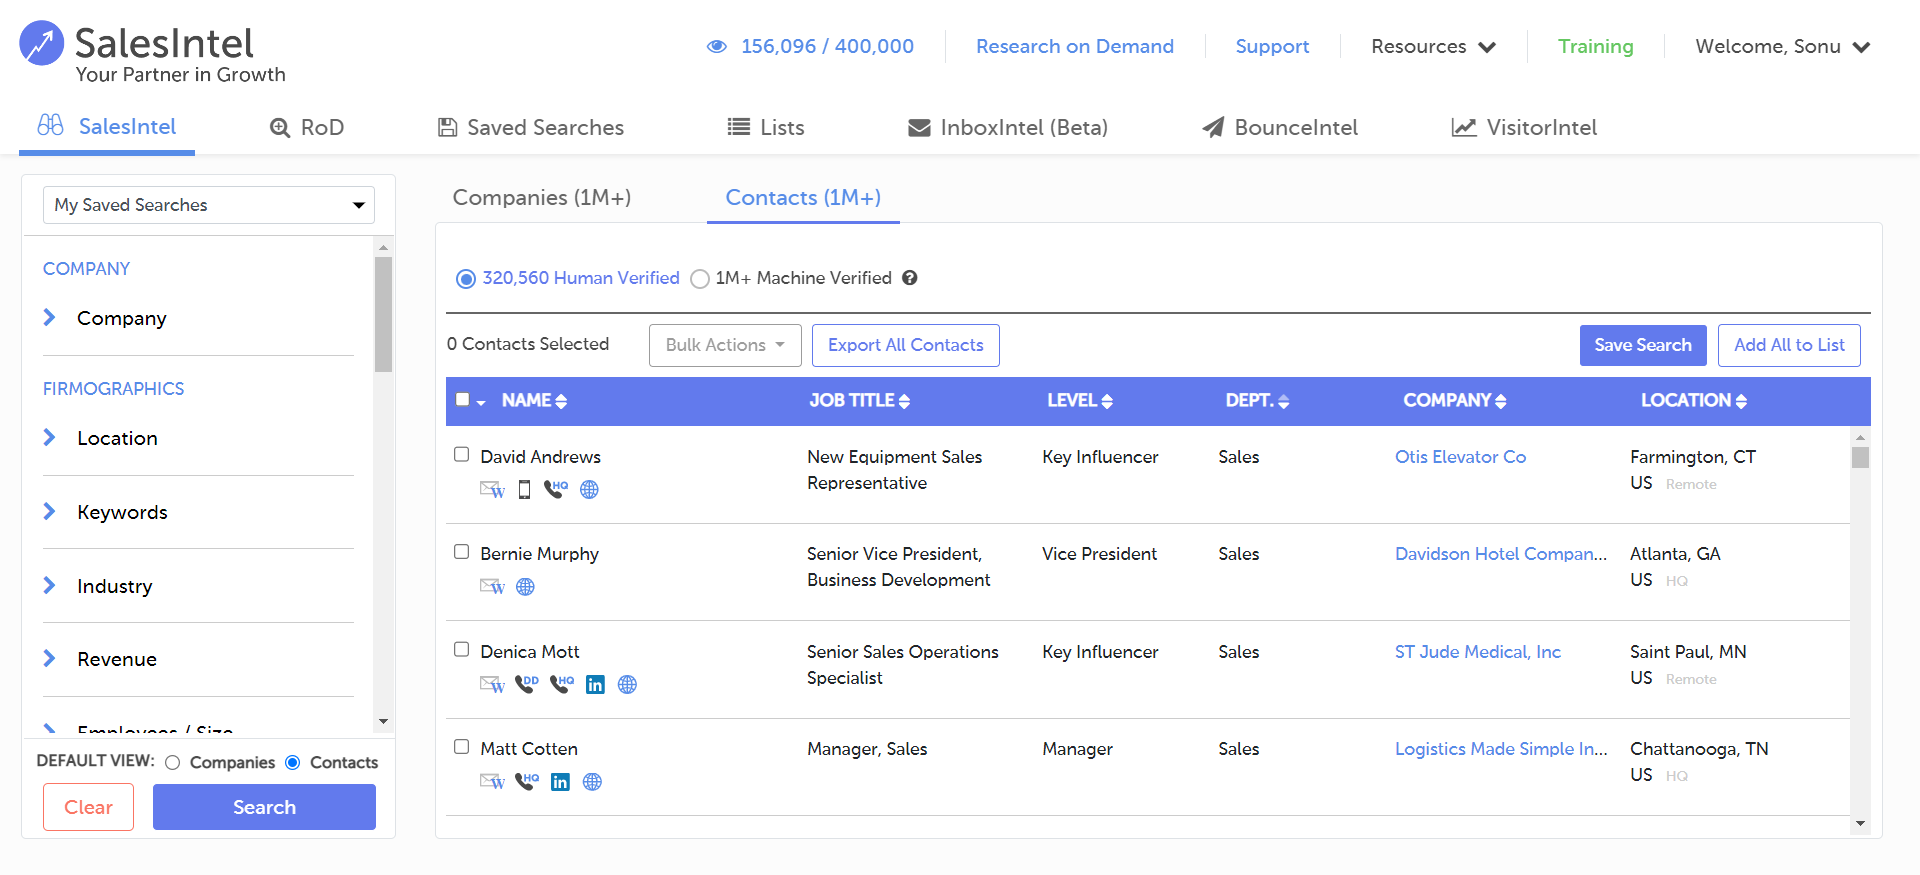 SalesIntel
Your Partner in Growth
156,096 / 400,000
Research on Demand
Support
Resources
Training
Welcome, Sonu
SalesIntel
RoD
Saved Searches
Lists
InboxIntel (Beta)
BounceIntel
VisitorIntel
My Saved Searches
COMPANY
Company
FIRMOGRAPHICS
Location
Keywords
Industry
Revenue
Employees / Size
DEFAULT VIEW: Companies Contacts
Clear
Search
Companies (1M+)
Contacts (1M+)
320,560 Human Verified 1M+ Machine Verified ?
0 Contacts Selected
Bulk Actions
Export All Contacts
Save Search
Add All to List
NAME JOB TITLE LEVEL DEPT. COMPANY LOCATION
David Andrews New Equipment Sales Key Influencer Sales Otis Elevator Co Farmington, CT
Representative US Remote
W HQ
Bernie Murphy Senior Vice President, Vice President Sales Davidson Hotel Compan... Atlanta, GA
Business Development US HQ
W
Denica Mott Senior Sales Operations Key Influencer Sales ST Jude Medical, Inc Saint Paul, MN
Specialist US Remote
W DD HQ in
Matt Cotten Manager, Sales Manager Sales Logistics Made Simple In... Chattanooga, TN
US HQ
W HQ in